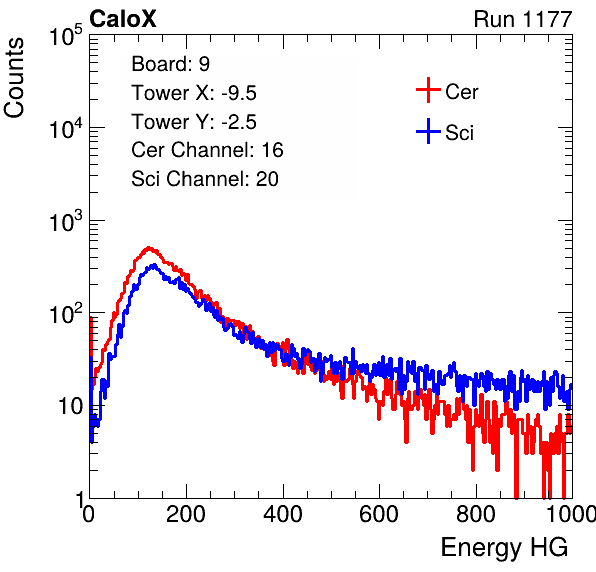 CaloX Run 1177
Counts
Board: 9
Tower X: -9.5
Tower Y: -2.5
Cer Channel: 16
Sci Channel: 20
Cer
Sci
10^5
10^4
10^3
10^2
10
1
0 200 400 600 800 1000
Energy HG